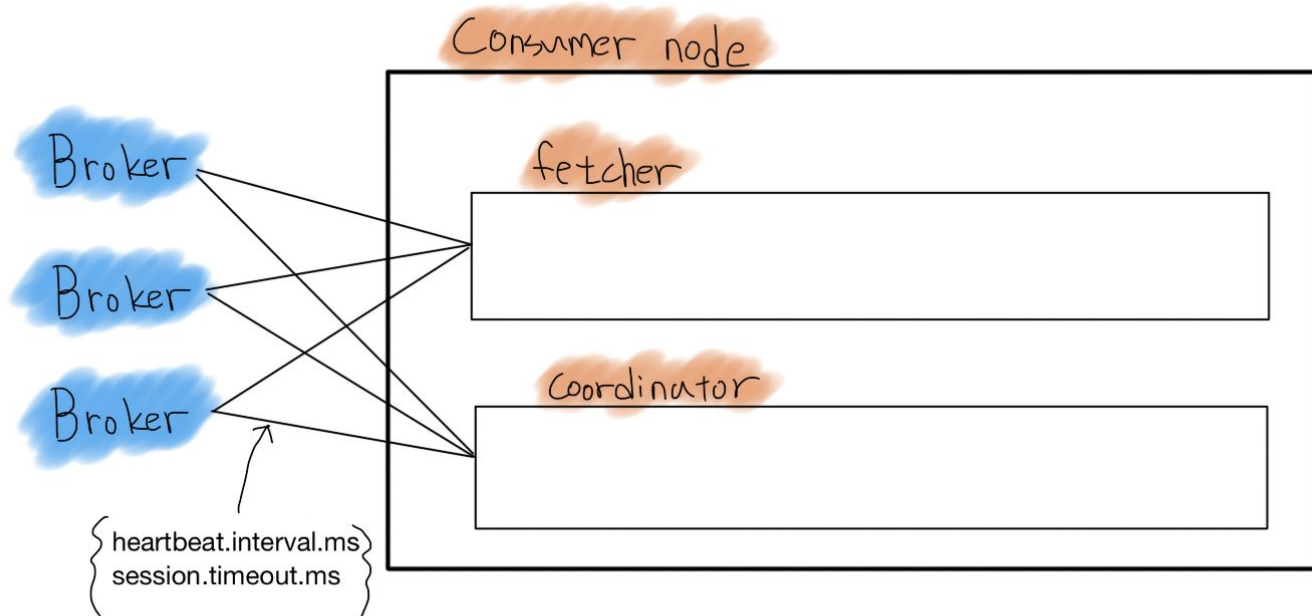 Consumer node
Broker
fetcher
Broker
Broker
coordinator
heartbeat.interval.ms
session.timeout.ms